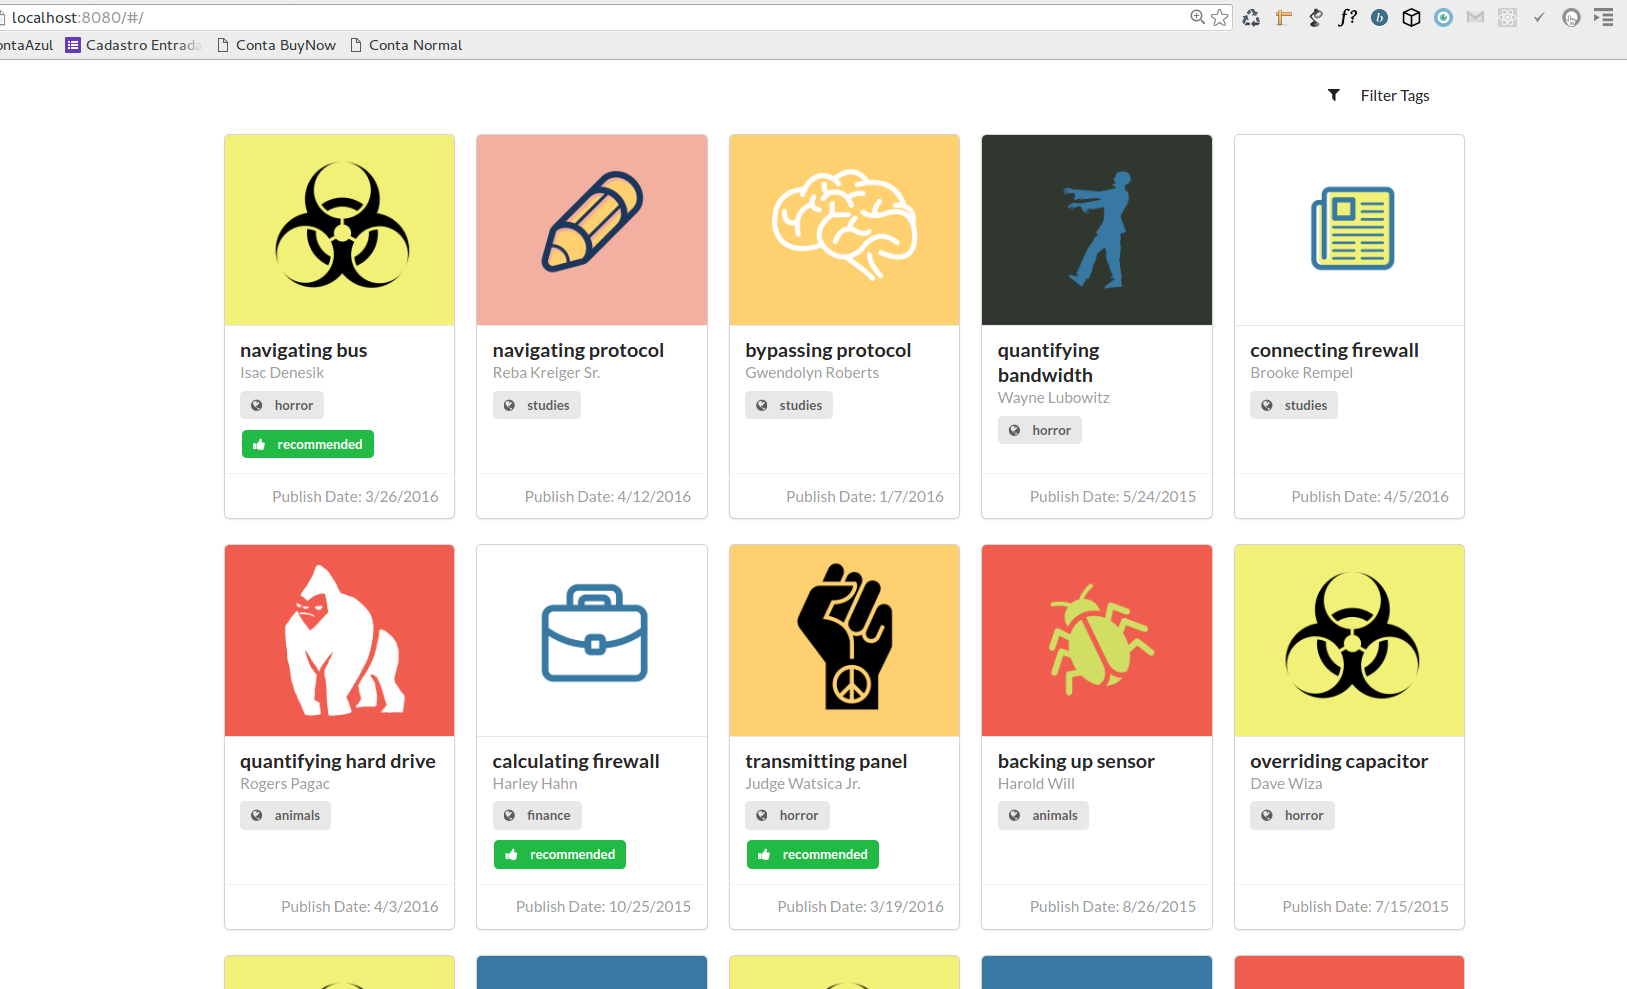 localhost:8080/#/
ontaAzul Cadastro Entrada Conta BuyNow Conta Normal
Filter Tags
navigating bus
Isac Denesik
horror
recommended
Publish Date: 3/26/2016
navigating protocol
Reba Kreiger Sr.
studies
Publish Date: 4/12/2016
bypassing protocol
Gwendolyn Roberts
studies
Publish Date: 1/7/2016
quantifying
bandwidth
Wayne Lubowitz
horror
Publish Date: 5/24/2015
connecting firewall
Brooke Rempel
studies
Publish Date: 4/5/2016
quantifying hard drive
Rogers Pagac
animals
Publish Date: 4/3/2016
calculating firewall
Harley Hahn
finance
recommended
Publish Date: 10/25/2015
transmitting panel
Judge Watsica Jr.
horror
recommended
Publish Date: 3/19/2016
backing up sensor
Harold Will
animals
Publish Date: 8/26/2015
overriding capacitor
Dave Wiza
horror
Publish Date: 7/15/2015